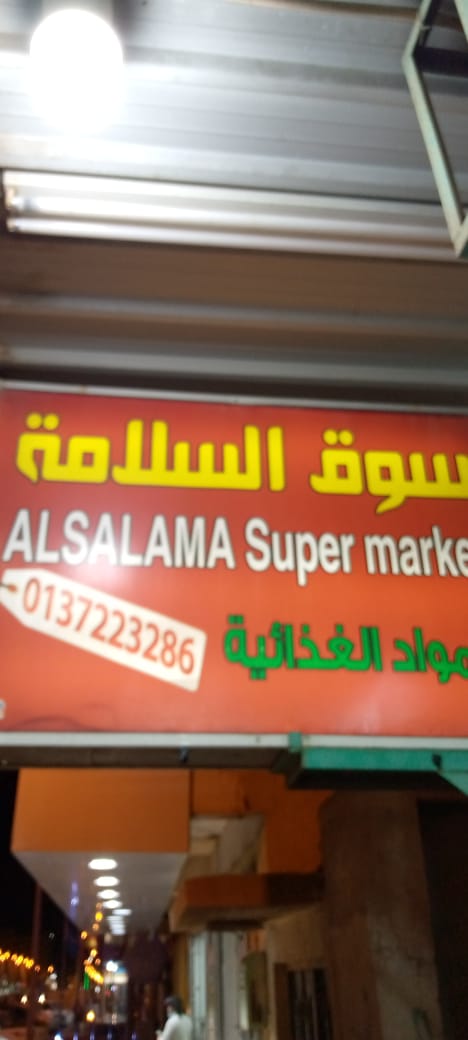 سوق السلامة
ALSALAMA Super marke
0137223286
مواد الغذائية